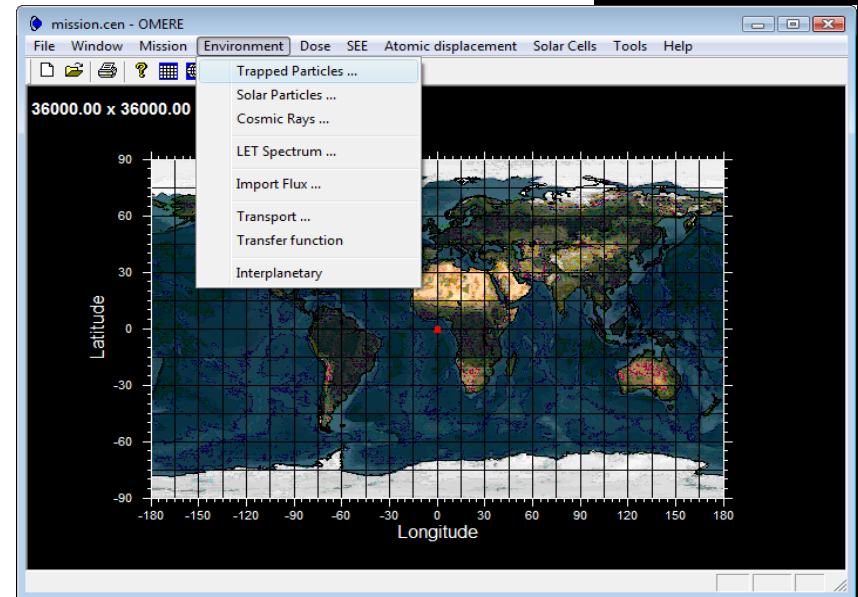 mission.cen - OMERE
File Window Mission Environment Dose SEE Atomic displacement Solar Cells Tools Help
Trapped Particles ...
Solar Particles ...
Cosmic Rays ...
LET Spectrum ...
Import Flux ...
Transport ...
Transfer function
Interplanetary
36000.00 x 36000.00
90
60
30
0
-30
-60
-90
Latitude
-180 -150 -120 -90 -60 -30 0 30 60 90 120 150 180
Longitude